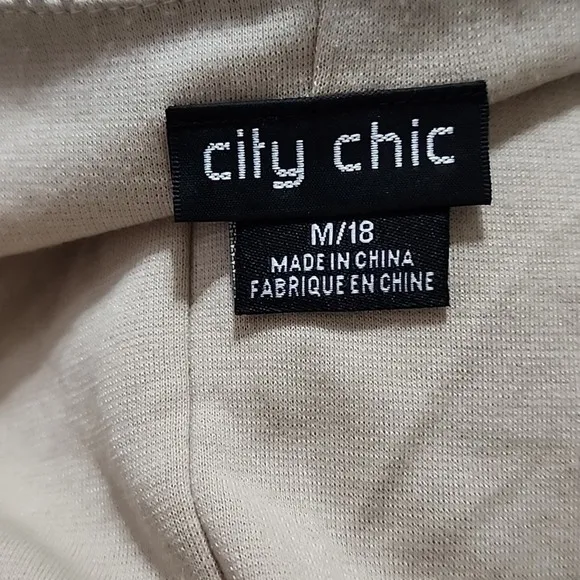 city chic
M/18
MADE IN CHINA
FABRIQUE EN CHINE